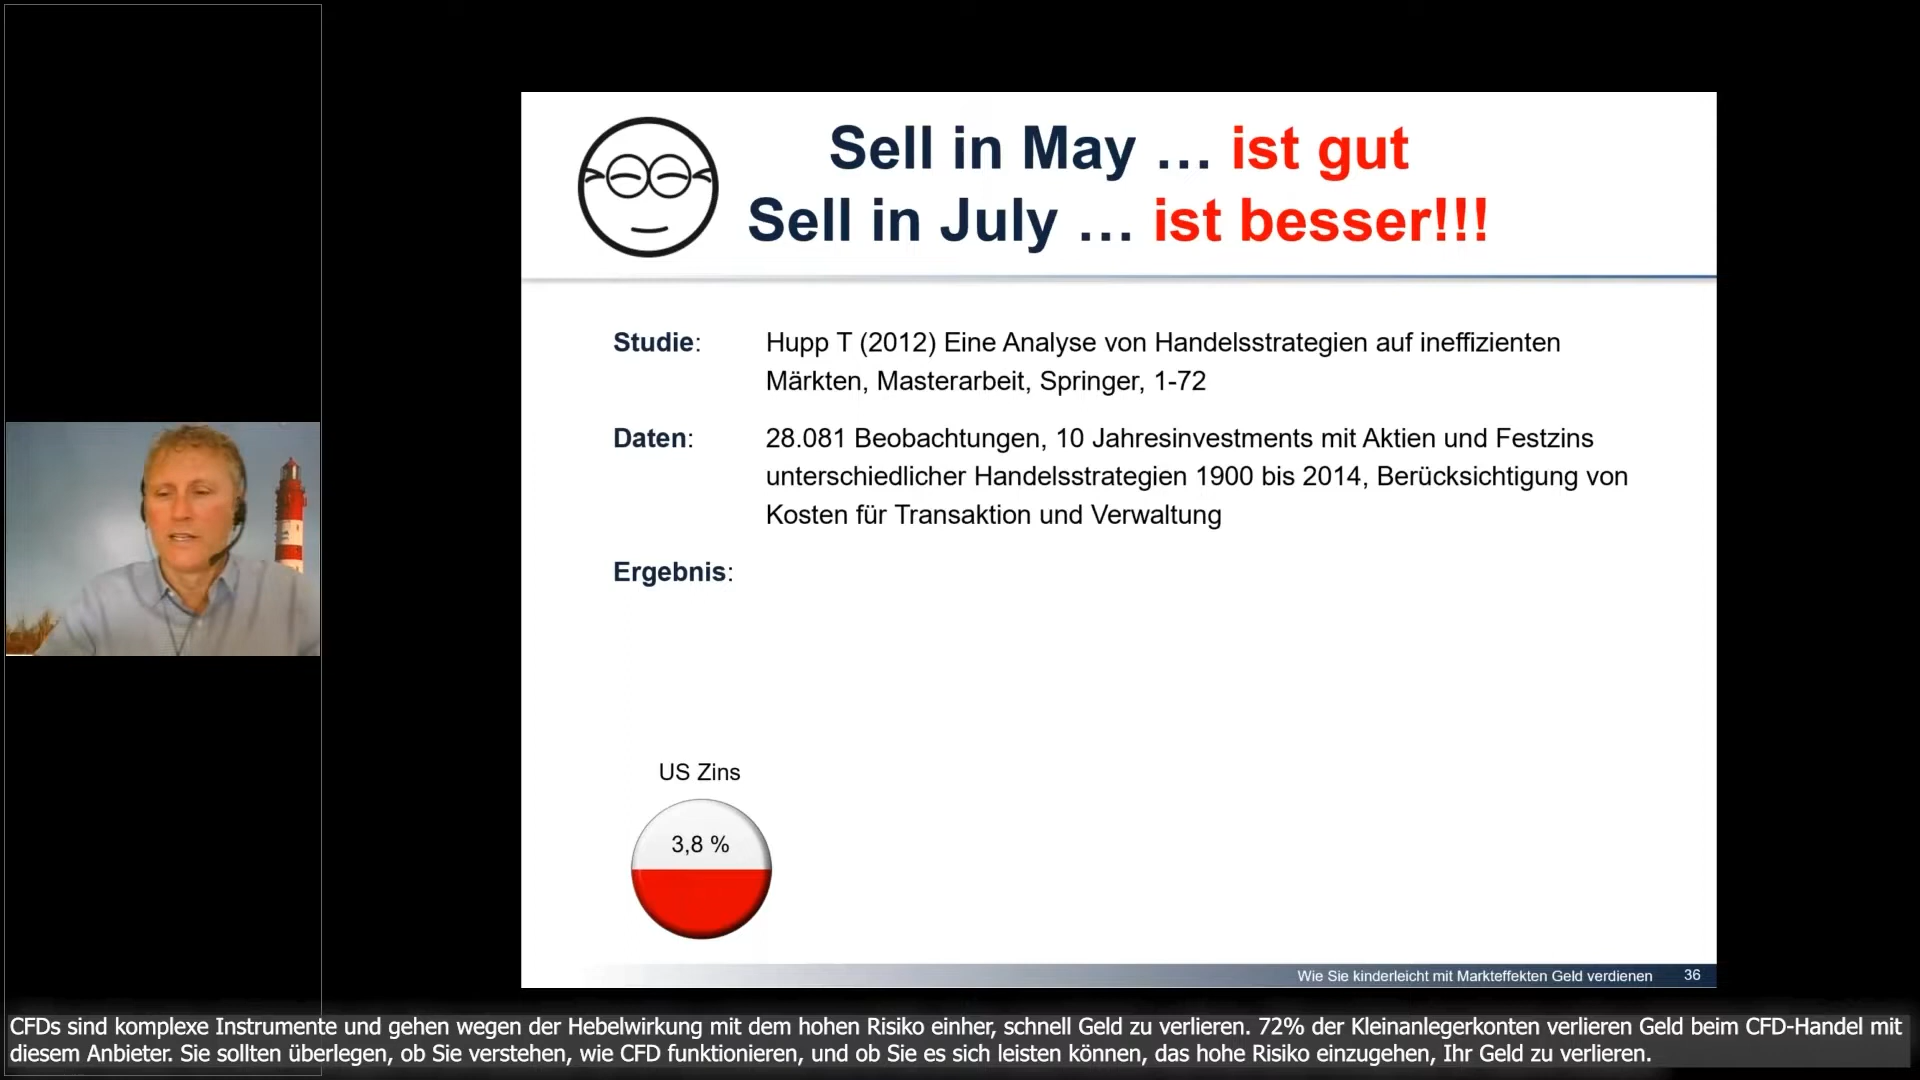 Sell in May … ist gut
Sell in July … ist besser!!!
Studie: Hupp T (2012) Eine Analyse von Handelsstrategien auf ineffizienten
Märkten, Masterarbeit, Springer, 1-72
Daten: 28.081 Beobachtungen, 10 Jahresinvestments mit Aktien und Festzins
unterschiedlicher Handelsstrategien 1900 bis 2014, Berücksichtigung von
Kosten für Transaktion und Verwaltung
Ergebnis:
US Zins
3,8 %
Wie Sie kinderleicht mit Markteffekten Geld verdienen 36
CFDs sind komplexe Instrumente und gehen wegen der Hebelwirkung mit dem hohen Risiko einher, schnell Geld zu verlieren. 72% der Kleinanlegerkonten verlieren Geld beim CFD-Handel mit
diesem Anbieter. Sie sollten überlegen, ob Sie verstehen, wie CFD funktionieren, und ob Sie es sich leisten können, das hohe Risiko einzugehen, Ihr Geld zu verlieren.